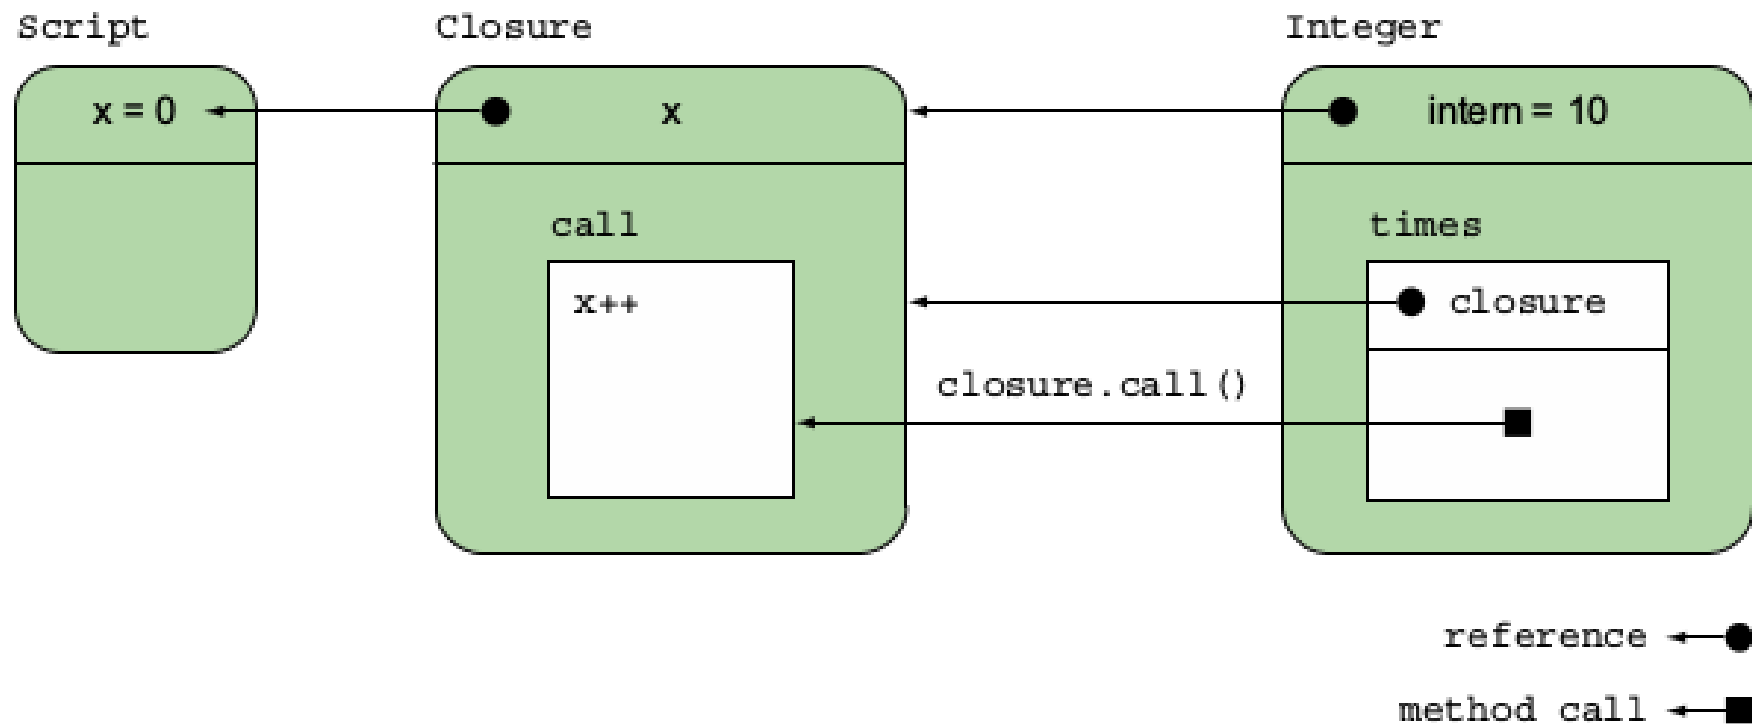 Script
Closure
Integer
x = 0
x
intern = 10
call
times
x++
closure
closure.call()
reference
method call